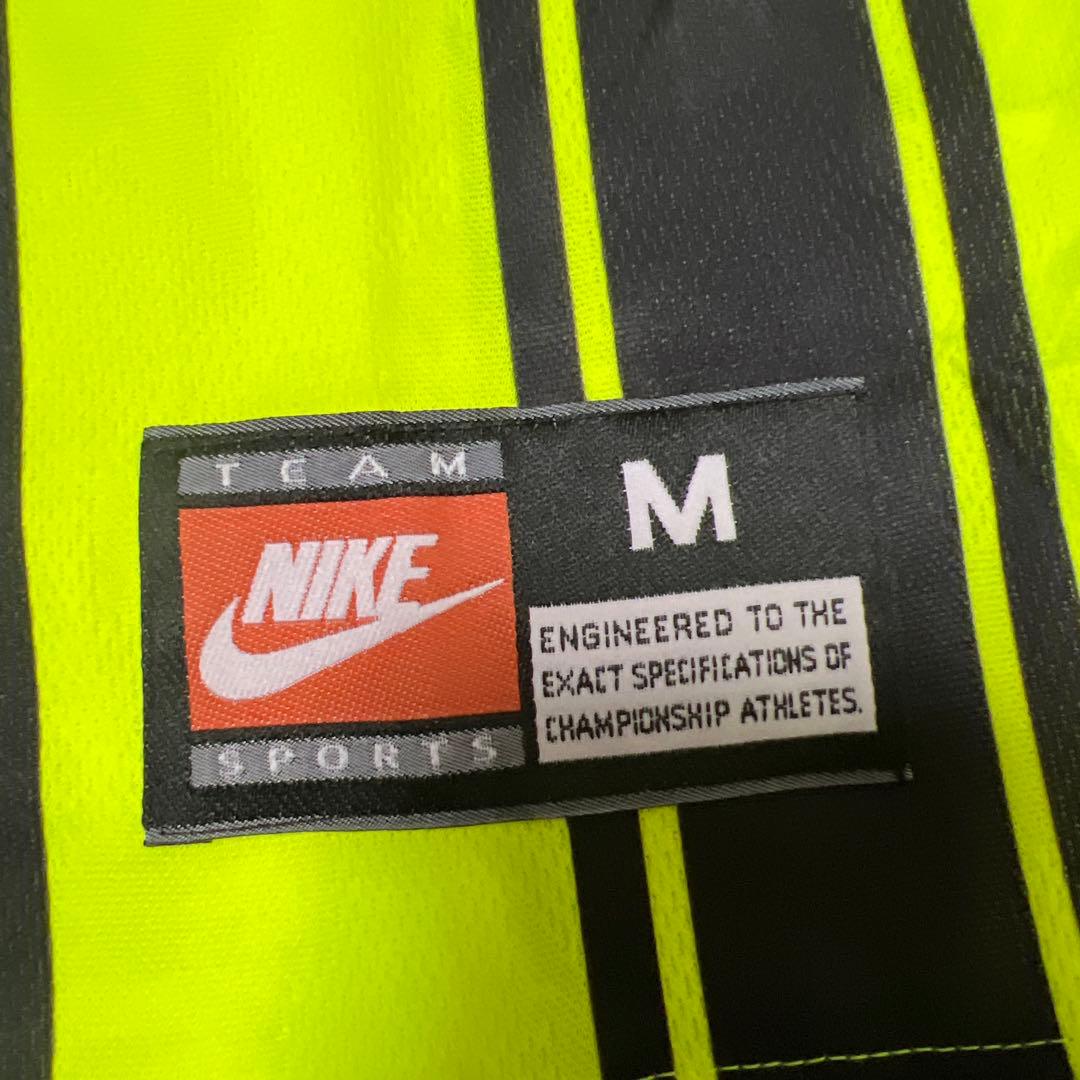 TEAM
NIKE
SPORTS
M
ENGINEERED TO THE
EXACT SPECIFICATIONS OF
CHAMPIONSHIP ATHLETES.